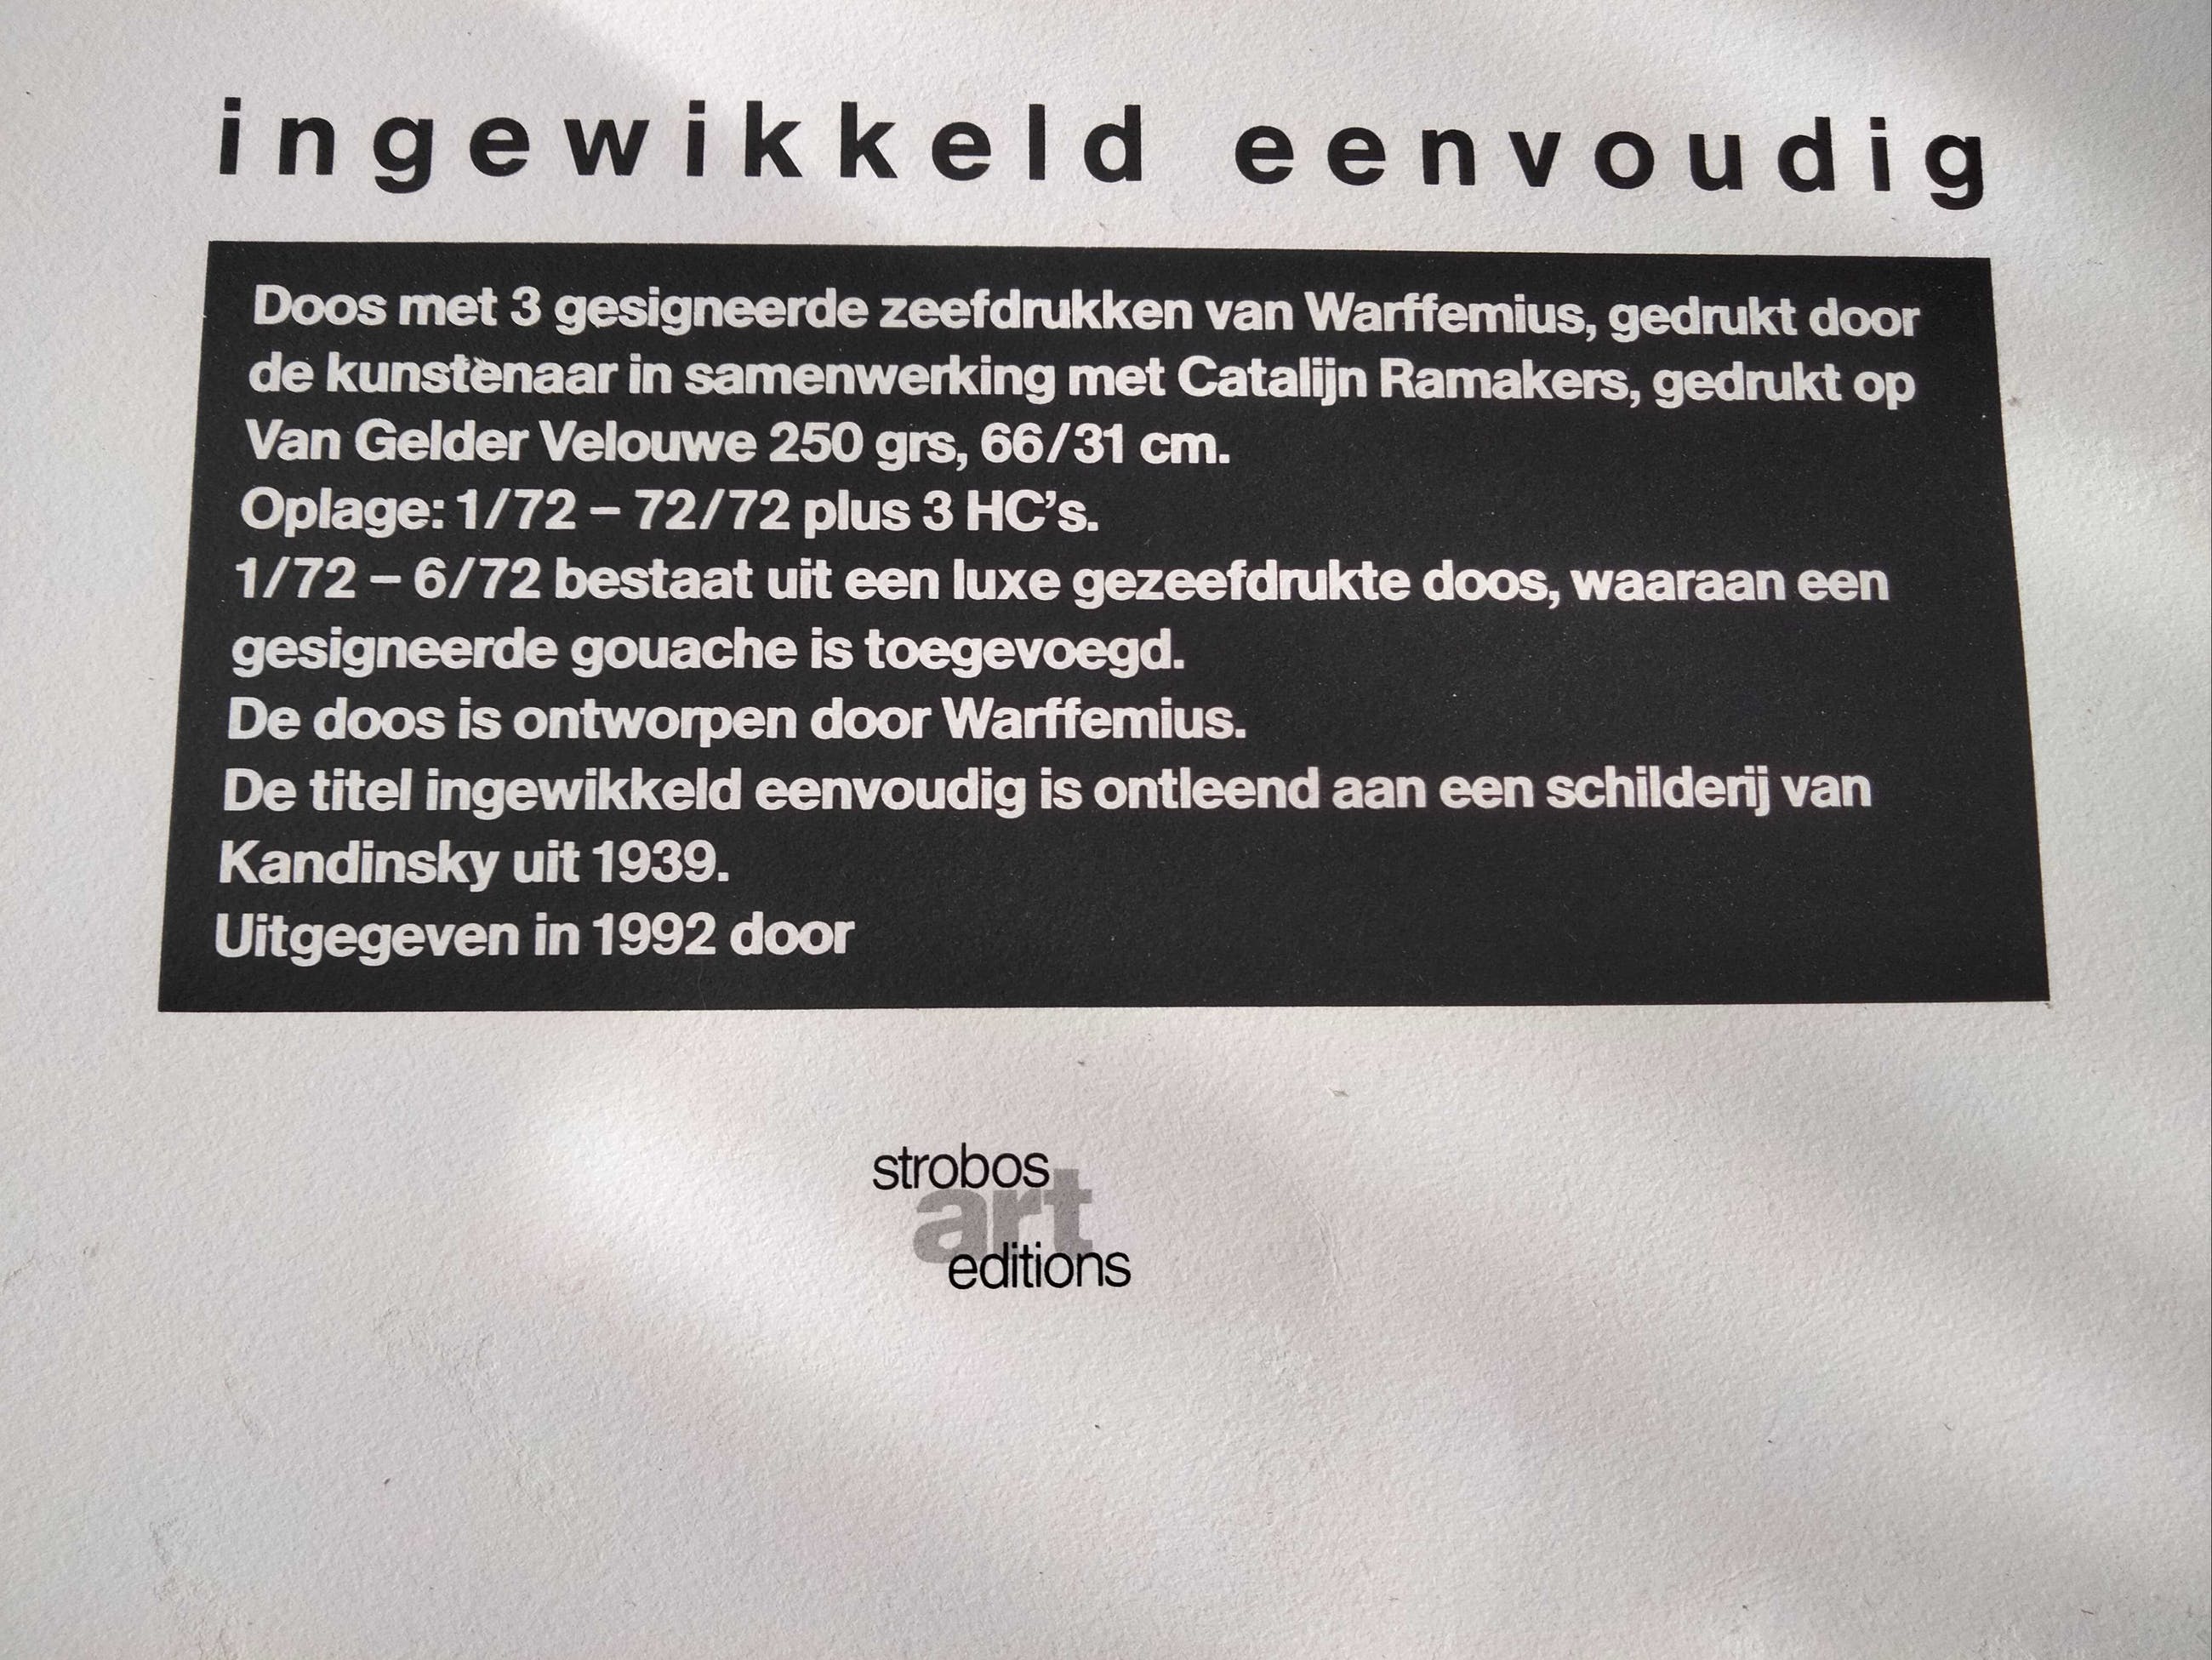 ingewikkeld eenvoudig
Doos met 3 gesigneerde zeefdrukken van Warffemius, gedrukt door
de kunstenaar in samenwerking met Catalijn Ramakers, gedrukt op
Van Gelder Velouwe 250 grs, 66/31 cm.
Oplage: 1/72 – 72/72 plus 3 HC's.
1/72 – 6/72 bestaat uit een luxe gezeefdrukte doos, waaraan een
gesigneerde gouache is toegevoegd.
De doos is ontworpen door Warffemius.
De titel ingewikkeld eenvoudig is ontleend aan een schilderij van
Kandinsky uit 1939.
Uitgegeven in 1992 door
strobos
art
editions